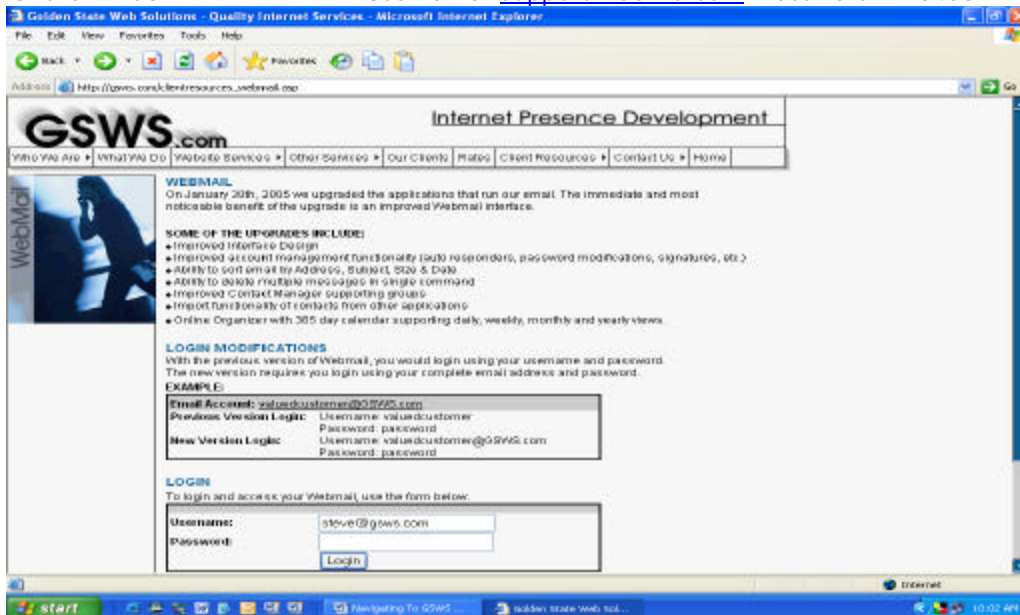 Golden State Web Solutions - Quality Internet Services - Microsoft Internet Explorer
File Edit View Favorites Tools Help
Back Favorites
Address http://gsws.com/clientresources_webmail.asp Go
GSWS.com
Internet Presence Development
Who We Are What We Do Website Services Other Services Our Clients Rates Client Resources Contact Us Home
WebMail
WEBMAIL
On January 20th, 2005 we upgraded the applications that run our email. The immediate and most
noticeable benefit of the upgrade is an improved Webmail interface.
SOME OF THE UPGRADES INCLUDE:
Improved Interface Design
Improved account management functionality (auto responders, password modifications, signatures, etc.)
Ability to sort email by Address, Subject, Size & Date
Ability to delete multiple messages in single command
Improved Contact Manager supporting groups
Import functionality of contacts from other applications
Online Organizer with 365 day calendar supporting daily, weekly, monthly and yearly views
LOGIN MODIFICATIONS
With the previous version of Webmail, you would login using your username and password.
The new version requires you login using your complete email address and password.
EXAMPLE:
Email Account: valuedcustomer@GSWS.com
Previous Version Login: Username: valuedcustomer
Password: password
New Version Login: Username: valuedcustomer@GSWS.com
Password: password
LOGIN
To login and access your Webmail, use the form below.
Username: steve@gsws.com
Password:
Login
Internet
start Navigating To GSWS ... Golden State Web Sol... 10:02 AM